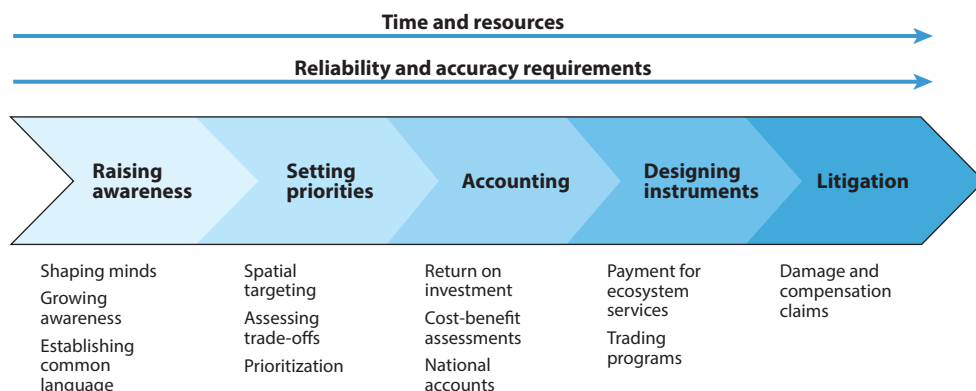 Time and resources
Reliability and accuracy requirements
Raising
awareness
Setting
priorities
Accounting
Designing
instruments
Litigation
Shaping minds
Growing
awareness
Establishing
common
language
Spatial
targeting
Assessing
trade-offs
Prioritization
Return on
investment
Cost-benefit
assessments
National
accounts
Payment for
ecosystem
services
Trading
programs
Damage and
compensation
claims